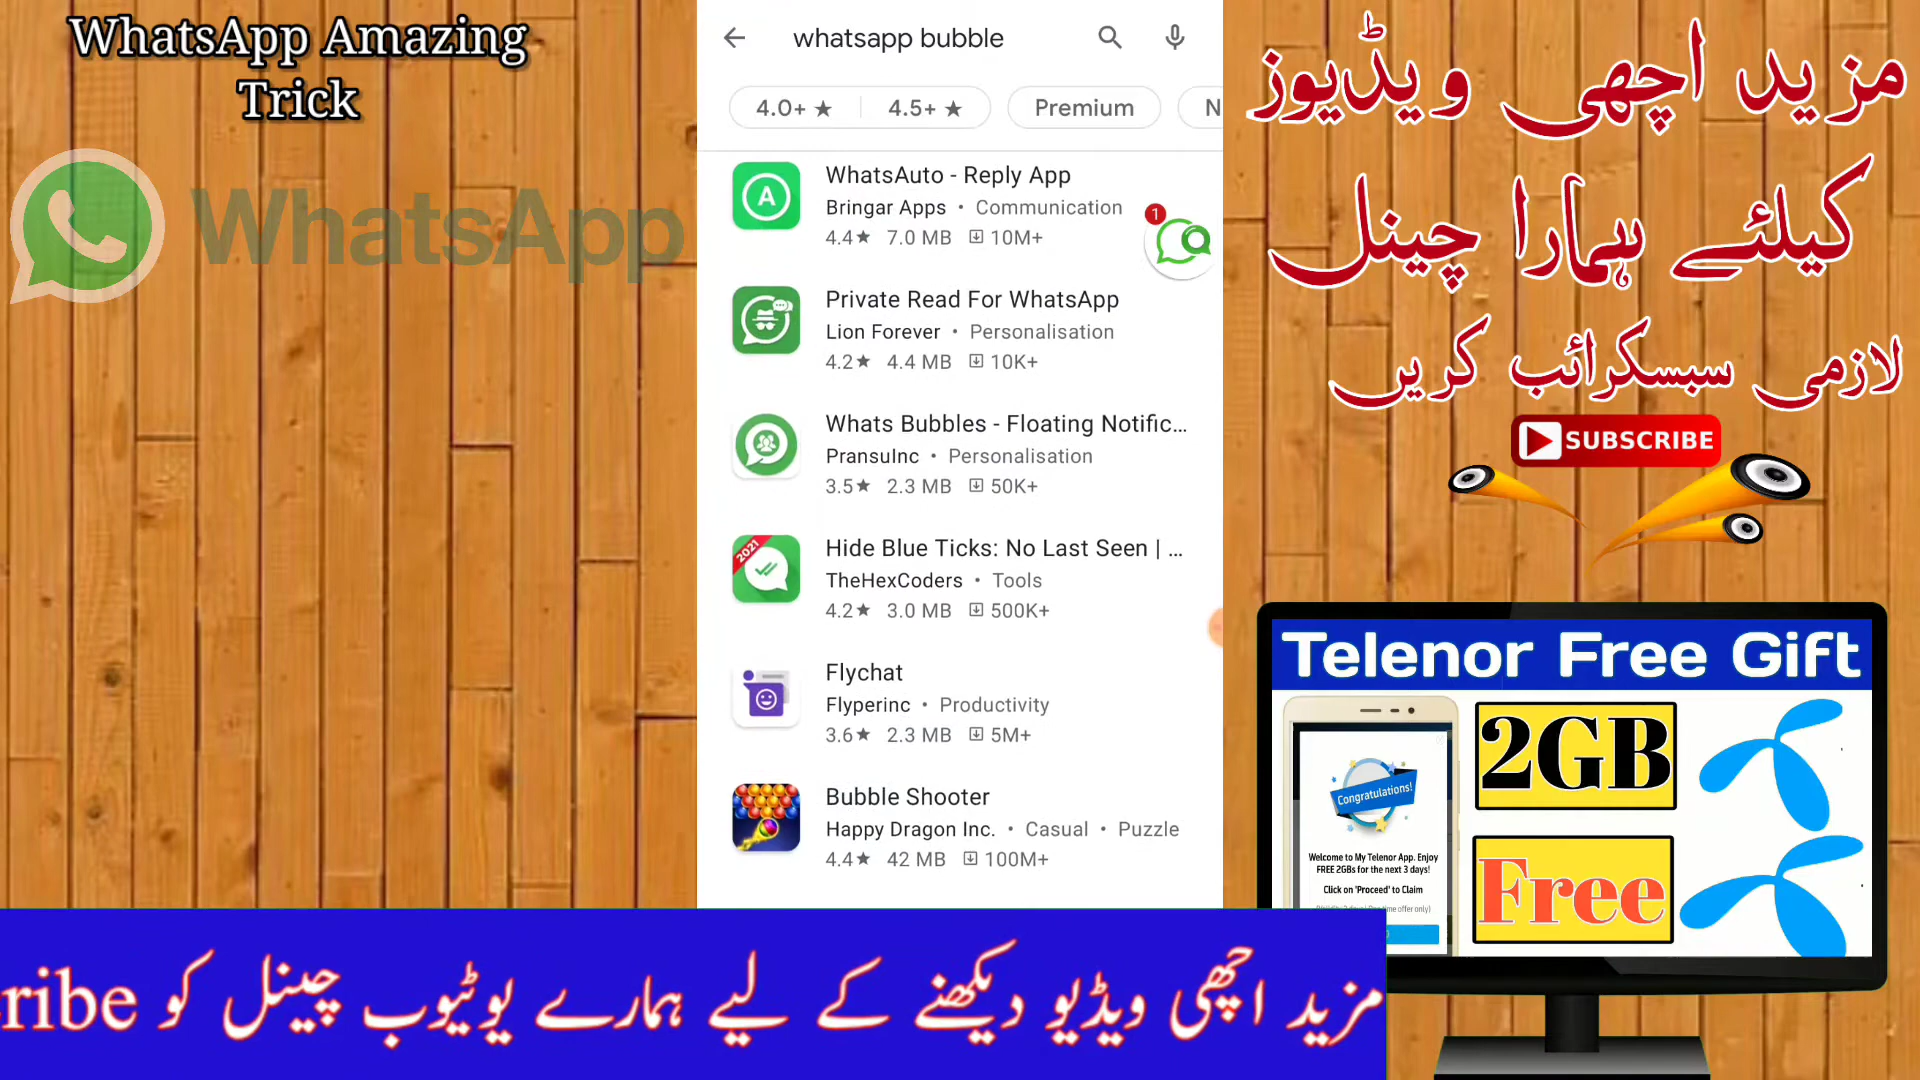 WhatsApp Amazing
Trick
WhatsApp
whatsapp bubble
4.0+ ★
4.5+ ★
Premium
N
WhatsAuto - Reply App
Bringar Apps • Communication
4.4★ 7.0 MB 10M+
1
Private Read For WhatsApp
Lion Forever • Personalisation
4.2★ 4.4 MB 10K+
Whats Bubbles - Floating Notific...
PransuInc • Personalisation
3.5★ 2.3 MB 50K+
2021
Hide Blue Ticks: No Last Seen | ...
TheHexCoders • Tools
4.2★ 3.0 MB 500K+
Flychat
Flyperinc • Productivity
3.6★ 2.3 MB 5M+
Bubble Shooter
Happy Dragon Inc. • Casual • Puzzle
4.4★ 42 MB 100M+
مزید اچھی ویڈیوز
کیلئے ہمارا چینل
لازمی سبسکرائب کریں
SUBSCRIBE
Telenor Free Gift
2GB
Free
Congratulations!
Welcome to My Telenor App. Enjoy
FREE 2GBs for the next 3 days!
Click on 'Proceed' to Claim
مزید اچھی ویڈیو دیکھنے کے لیے ہمارے یوٹیوب چینل کو ribe